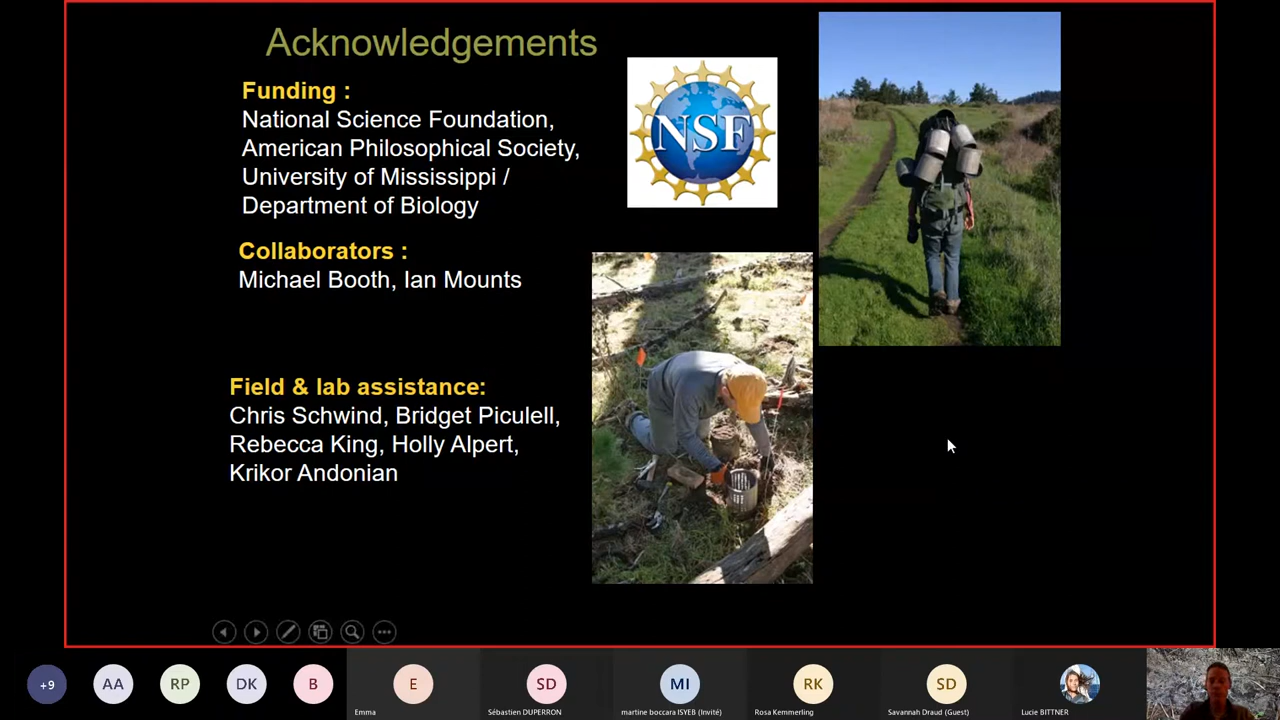 Acknowledgements
Funding :
National Science Foundation,
American Philosophical Society,
University of Mississippi /
Department of Biology
NSF
Collaborators :
Michael Booth, Ian Mounts
Field & lab assistance:
Chris Schwind, Bridget Piculell,
Rebecca King, Holly Alpert,
Krikor Andonian
+9
AA
RP
DK
B
E
SD
MI
RK
SD
Emma
Sébastien DUPERRON
martine boccara ISYEB (Invité)
Rosa Kemmerling
Savannah Draud (Guest)
Lucie BITTNER